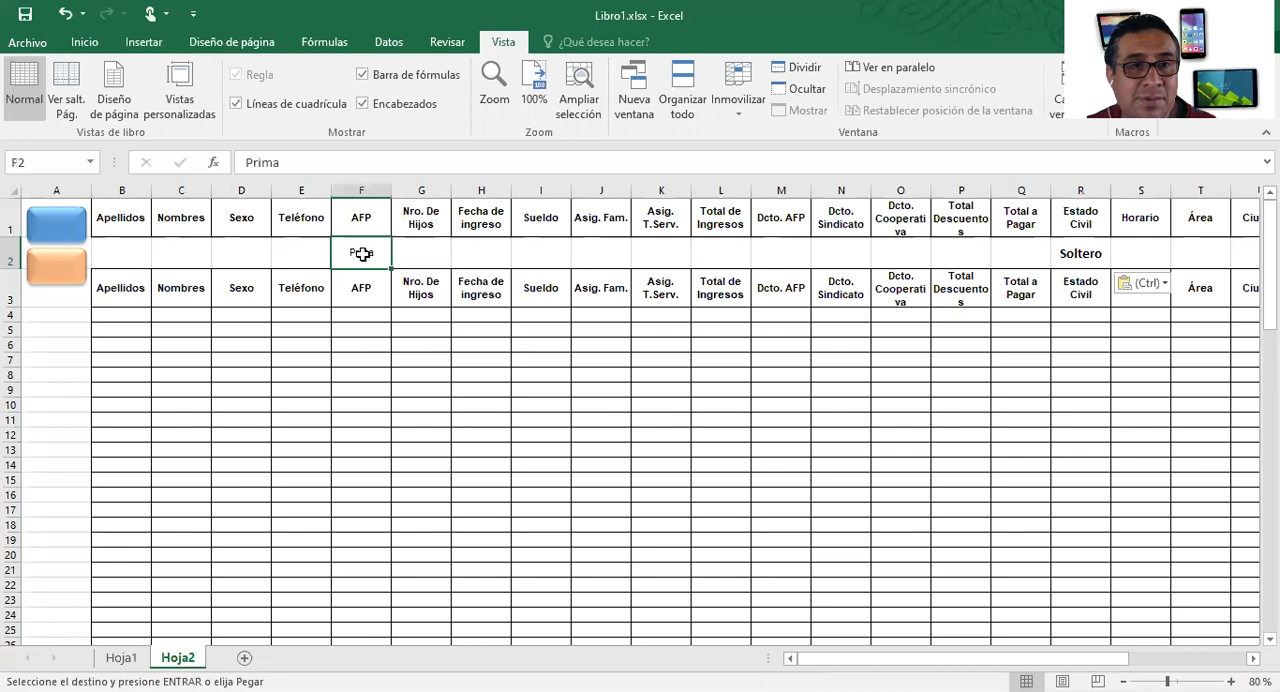 Libro1.xlsx - Excel
Archivo Inicio Insertar Diseño de página Fórmulas Datos Revisar Vista ¿Qué desea hacer?
Normal
Ver salt. Pág.
Diseño de página
Vistas personalizadas
Vistas de libro
Regla
Líneas de cuadrícula
Barra de fórmulas
Encabezados
Mostrar
Zoom
100%
Ampliar selección
Zoom
Nueva ventana
Organizar todo
Inmovilizar
Dividir
Ocultar
Mostrar
Ver en paralelo
Desplazamiento sincrónico
Restablecer posición de la ventana
Ventana
Macros
F2 fx Prima
A B C D E F G H I J K L M N O P Q R S T
1 Apellidos Nombres Sexo Teléfono AFP Nro. De Hijos Fecha de ingreso Sueldo Asig. Fam. Asig. T.Serv. Total de Ingresos Dcto. AFP Dcto. Sindicato Dcto. Cooperativa Total Descuentos Total a Pagar Estado Civil Horario Área Ciu
2 Soltero
3 Apellidos Nombres Sexo Teléfono AFP Nro. De Hijos Fecha de ingreso Sueldo Asig. Fam. Asig. T.Serv. Total de Ingresos Dcto. AFP Dcto. Sindicato Dcto. Cooperativa Total Descuentos Total a Pagar Estado Civil (Ctrl) Área Ciu
4
5
6
7
8
9
10
11
12
13
14
15
16
17
18
19
20
21
22
23
24
25
Hoja1 Hoja2
Seleccione el destino y presione ENTRAR o elija Pegar
80 %